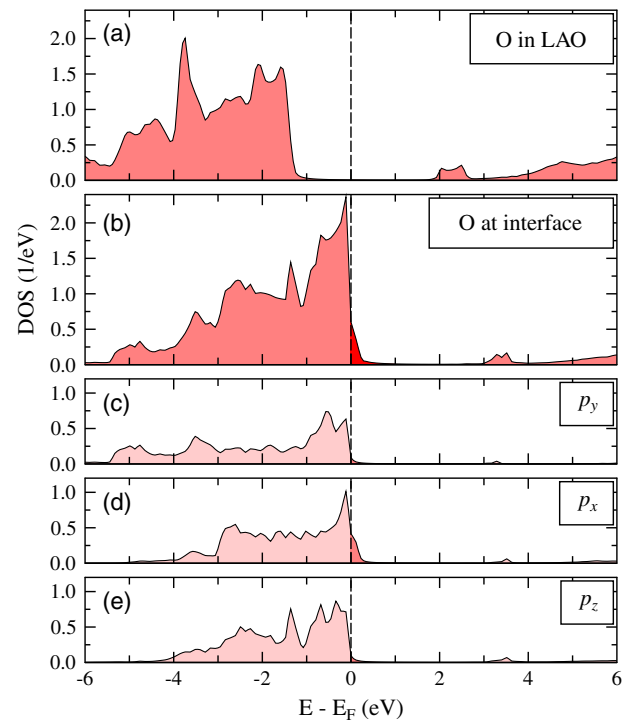 (a)
O in LAO
2.0
1.5
1.0
0.5
0.0
(b)
O at interface
2.0
1.5
1.0
0.5
0.0
DOS (1/eV)
(c)
p_y
1.0
0.5
0.0
(d)
p_x
1.0
0.5
0.0
(e)
p_z
1.0
0.5
0.0
-6 -4 -2 0 2 4 6
E - E_F (eV)